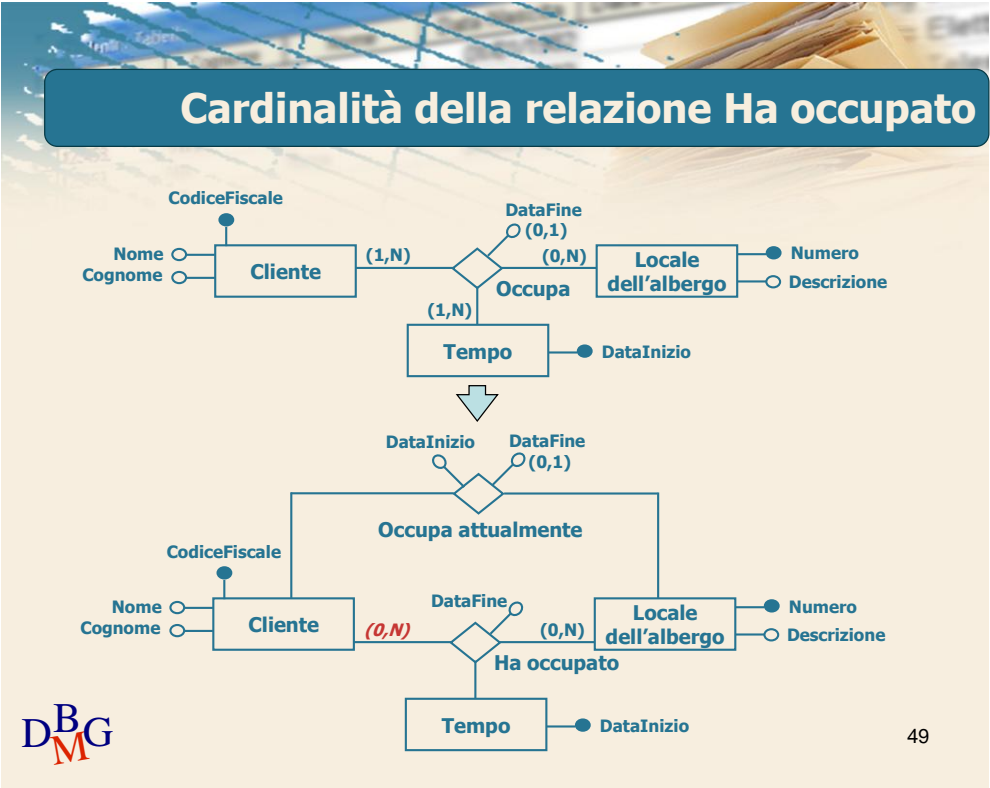 Cardinalità della relazione Ha occupato
CodiceFiscale
DataFine
(0,1)
Nome
Cognome
Cliente
(1,N)
(0,N)
Occupa
Locale
dell'albergo
Numero
Descrizione
(1,N)
Tempo
DataInizio
DataInizio
DataFine
(0,1)
Occupa attualmente
CodiceFiscale
Nome
Cognome
Cliente
(0,N)
DataFine
(0,N)
Ha occupato
Locale
dell'albergo
Numero
Descrizione
Tempo
DataInizio
DBMG
49